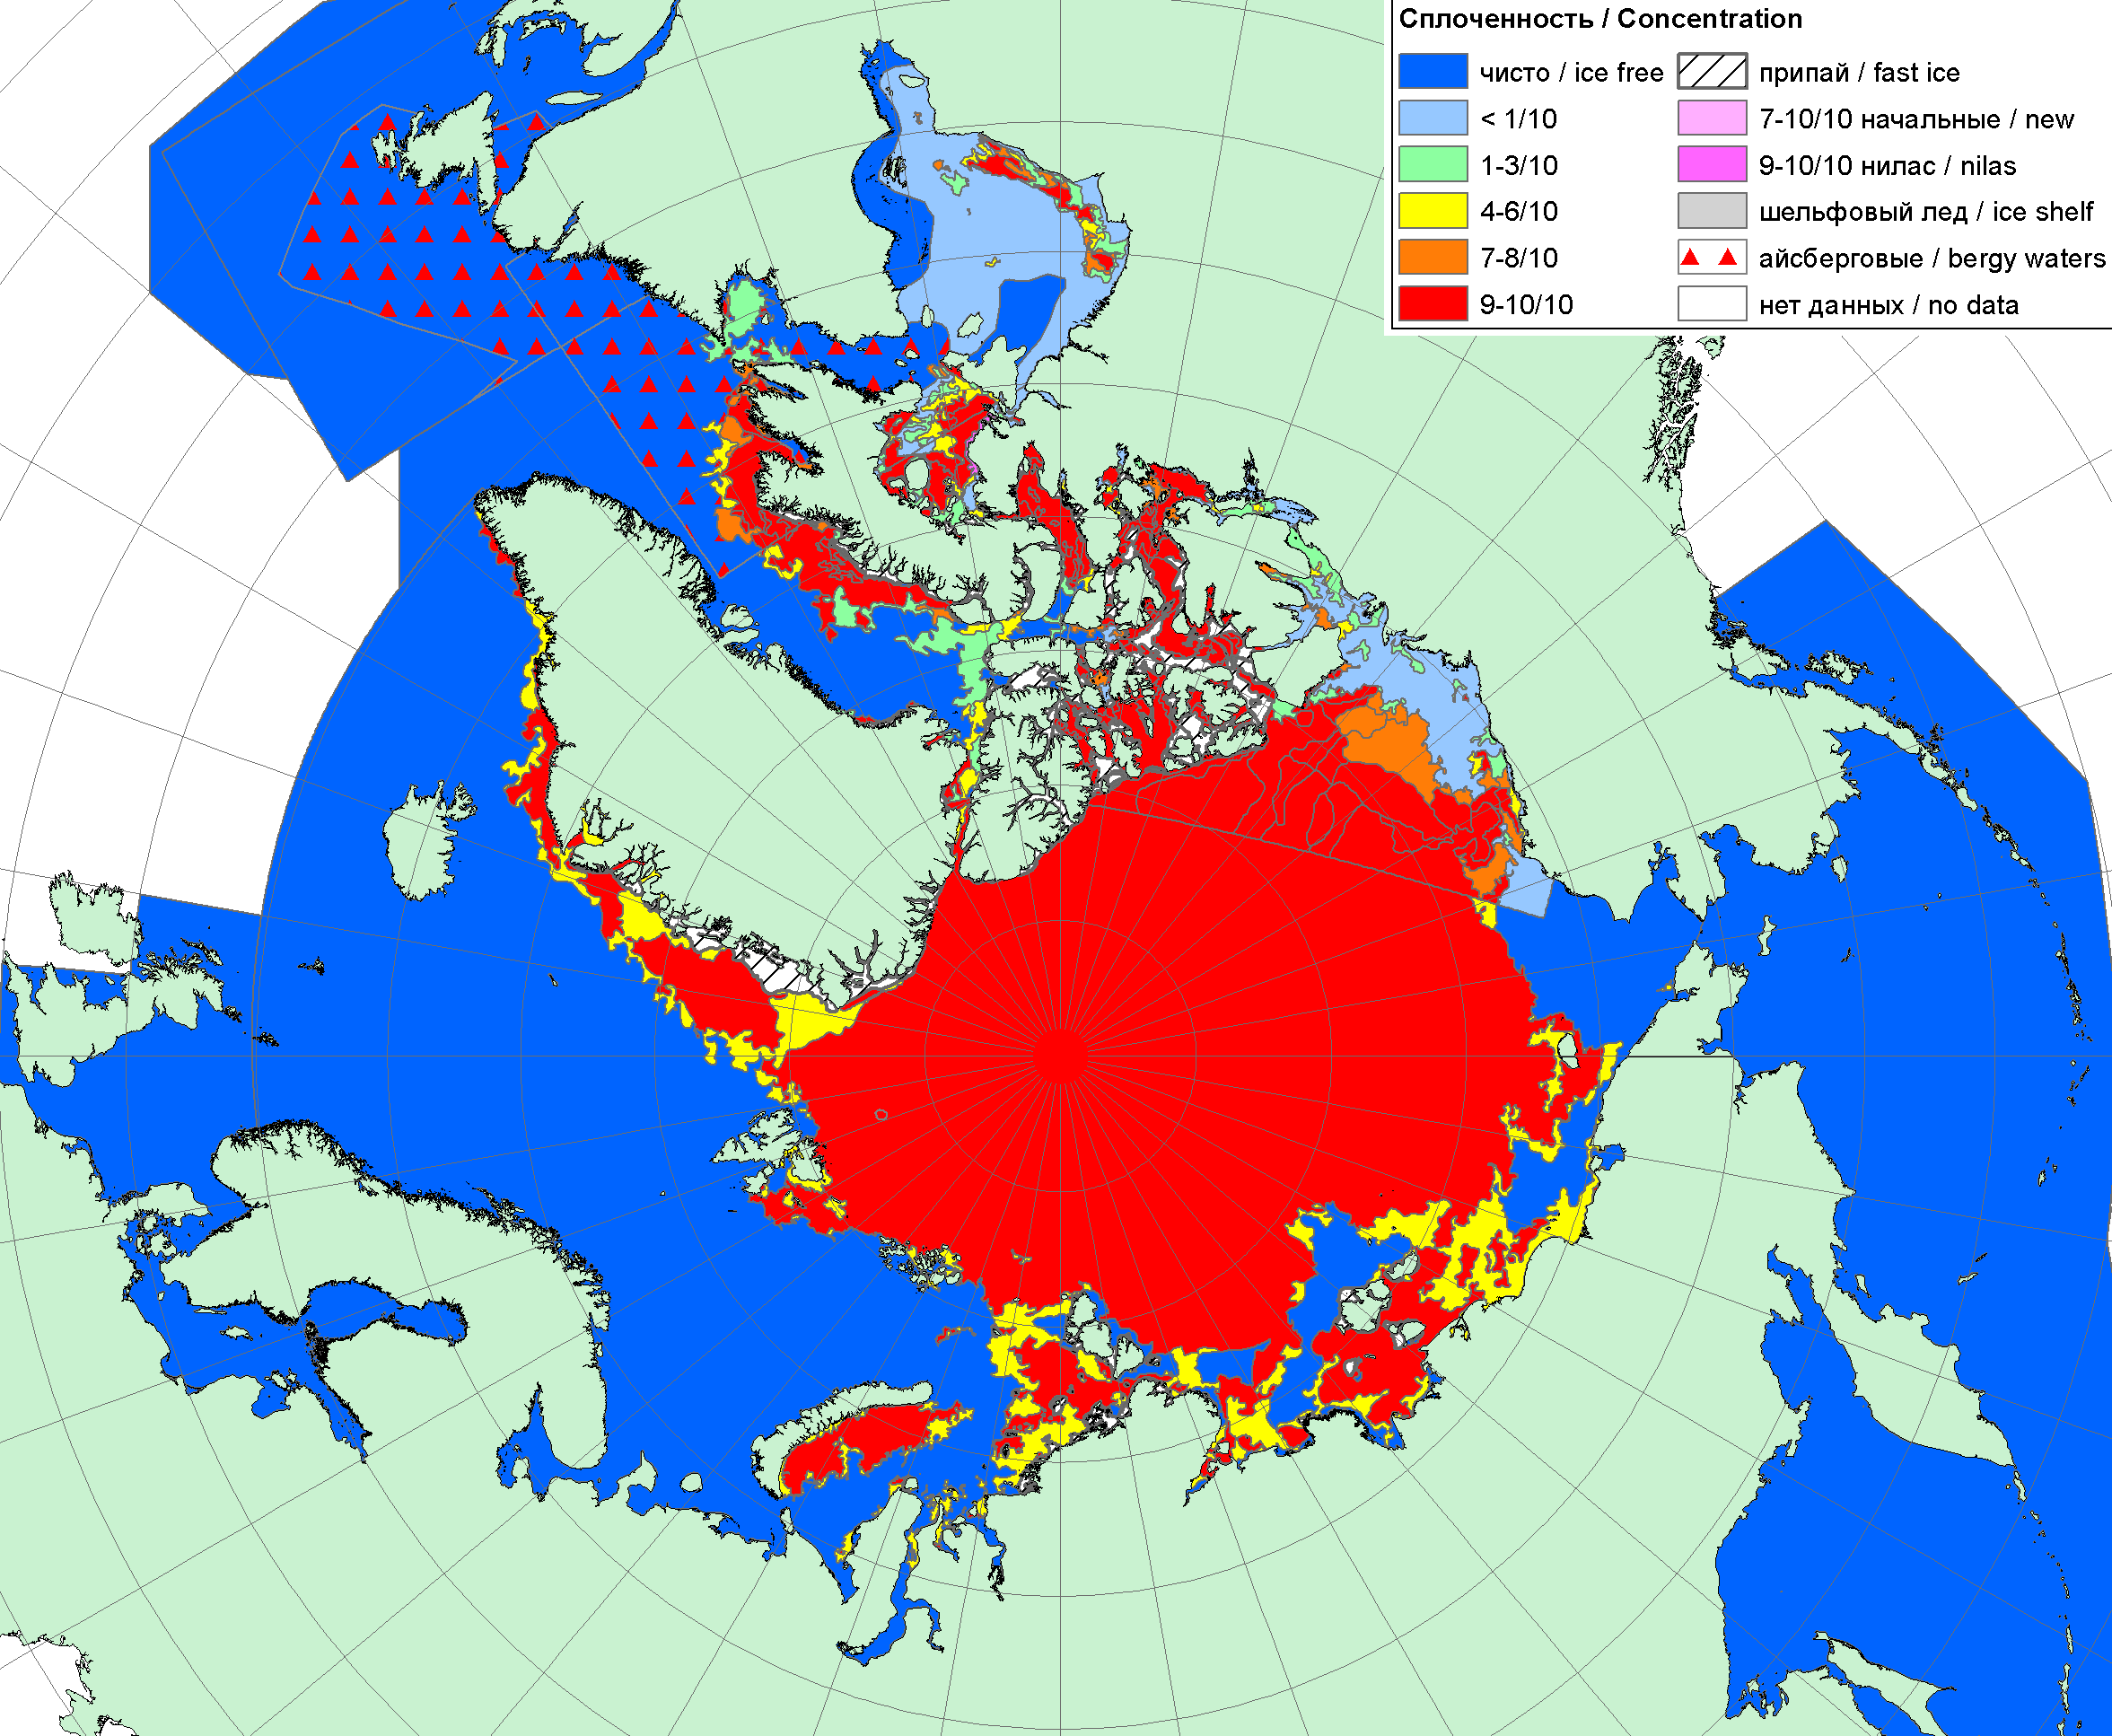 Сплоченность / Concentration
чисто / ice free
< 1/10
1-3/10
4-6/10
7-8/10
9-10/10
припай / fast ice
7-10/10 начальные / new
9-10/10 нилас / nilas
шельфовый лед / ice shelf
айсберговые / bergy waters
нет данных / no data